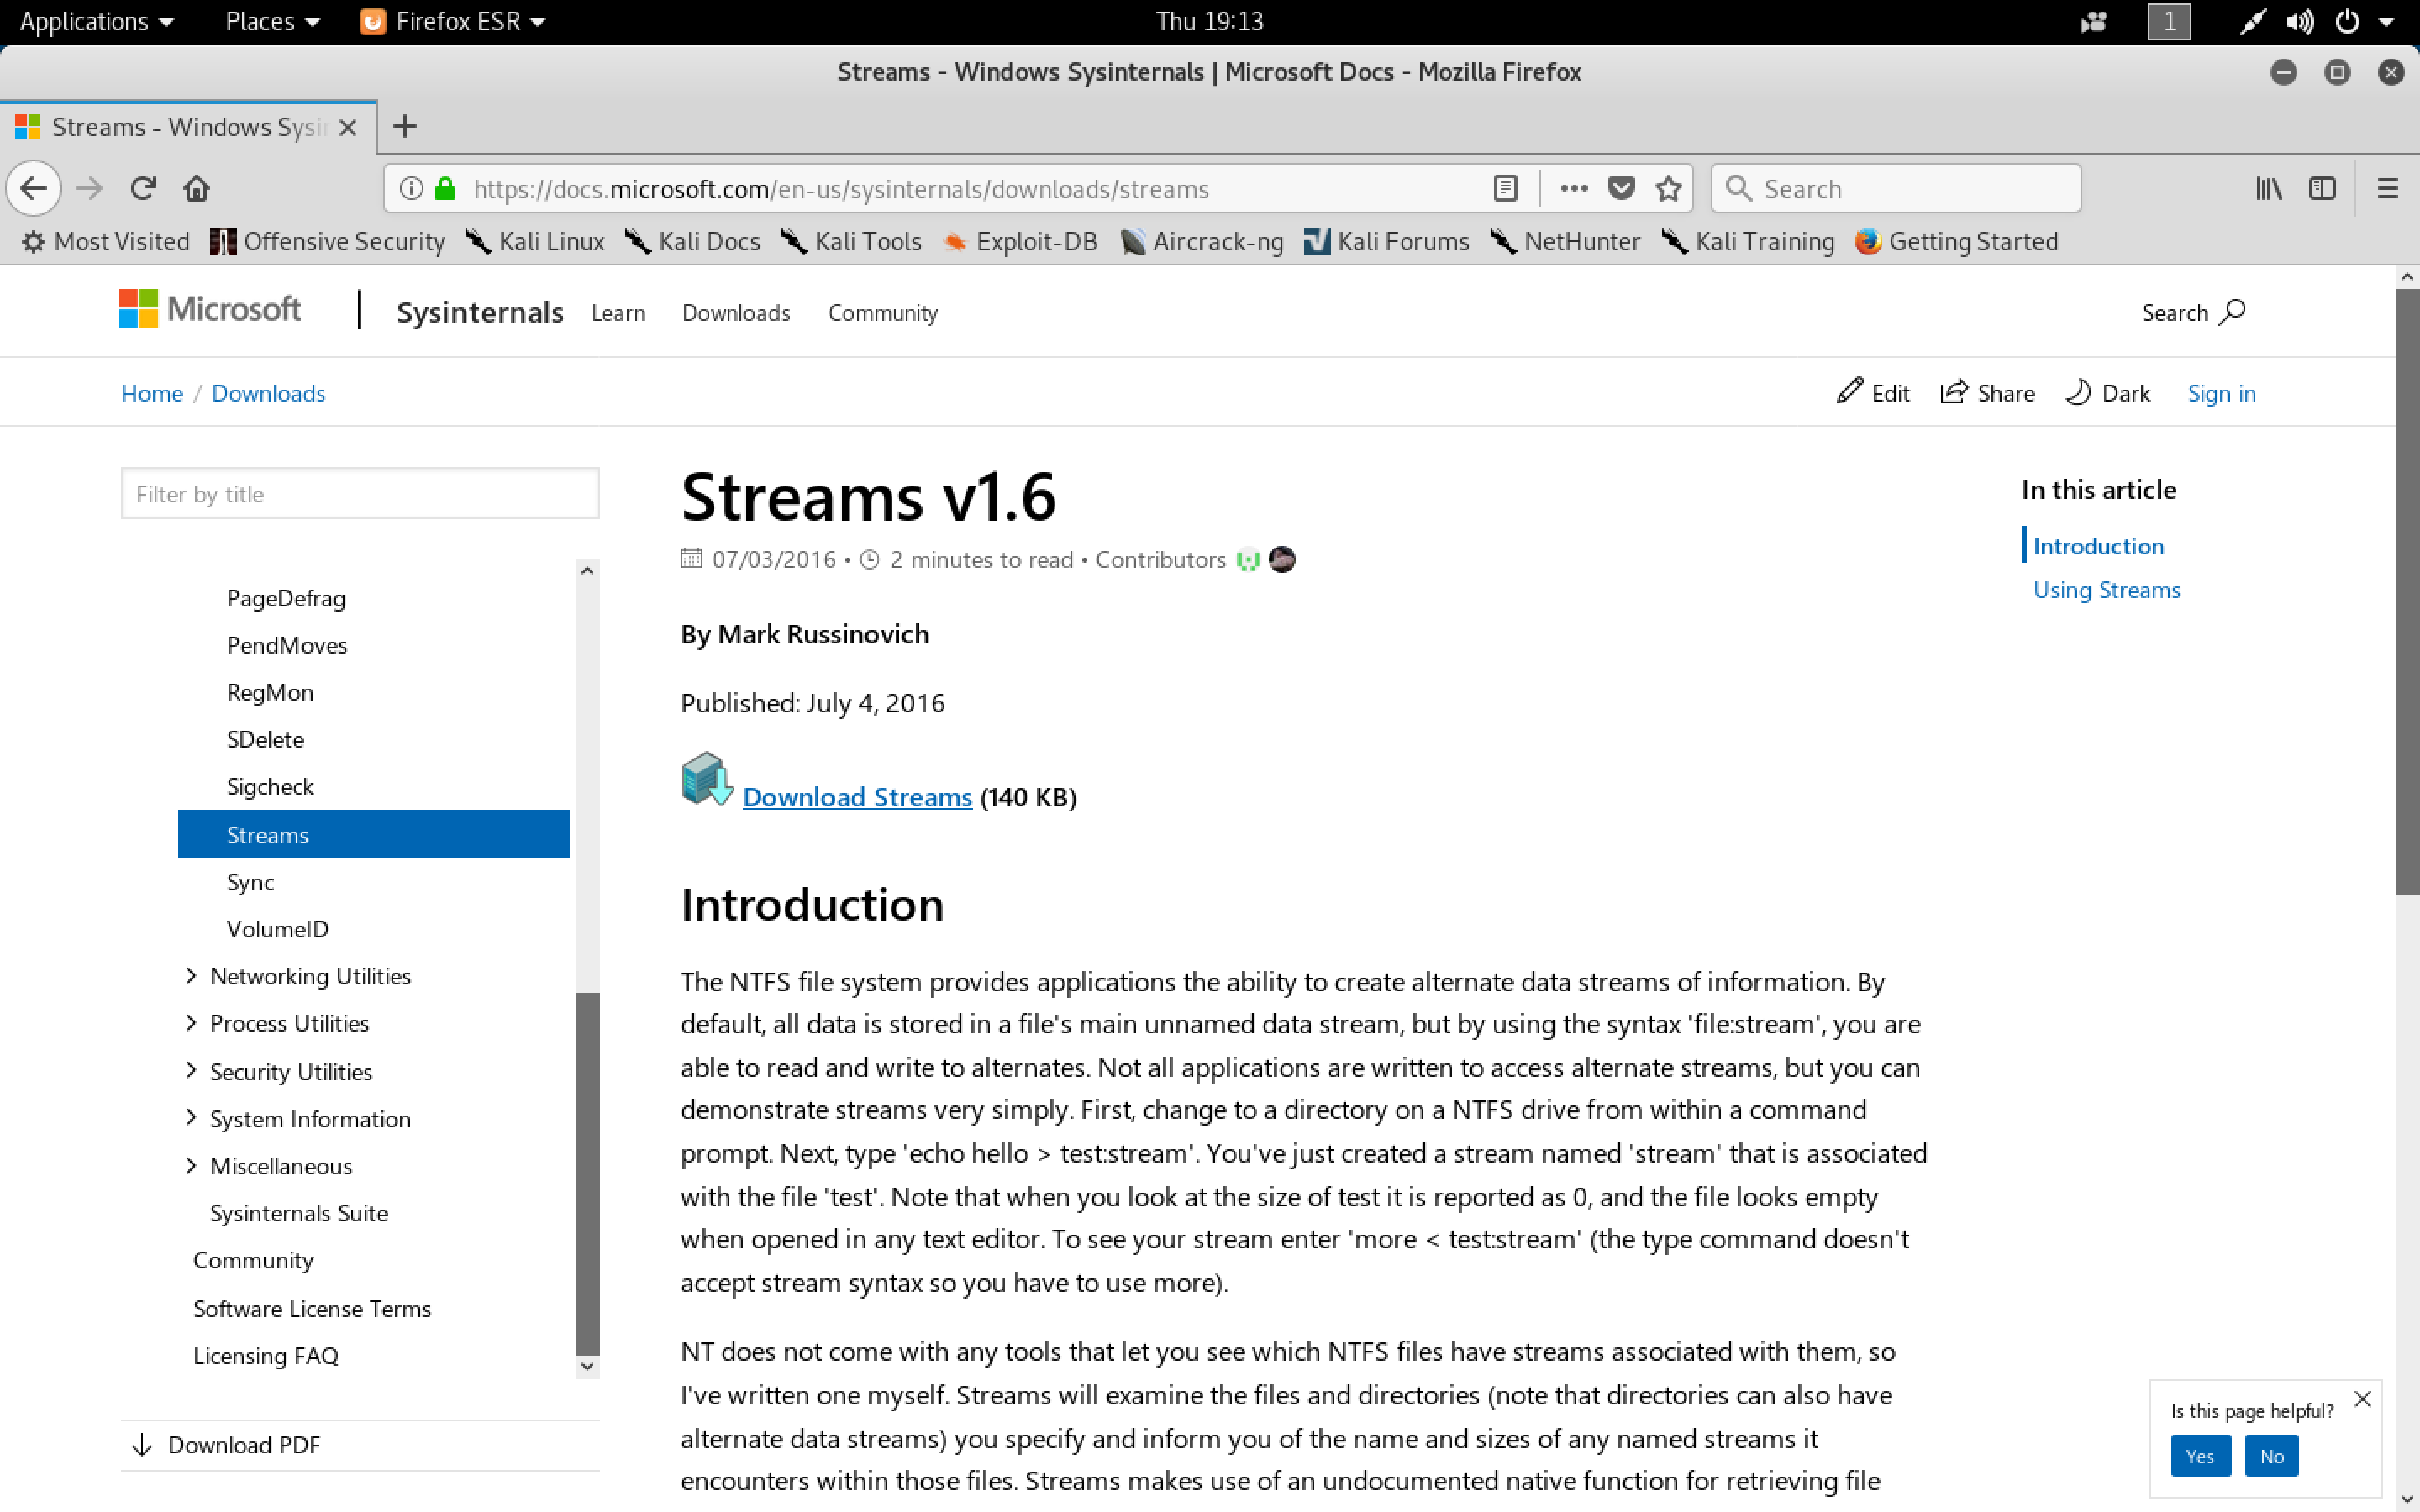 Applications Places Firefox ESR Thu 19:13 1
Streams - Windows Sysinternals | Microsoft Docs - Mozilla Firefox
Streams - Windows Sysin
https://docs.microsoft.com/en-us/sysinternals/downloads/streams Search
Most Visited Offensive Security Kali Linux Kali Docs Kali Tools Exploit-DB Aircrack-ng Kali Forums NetHunter Kali Training Getting Started
Microsoft | Sysinternals Learn Downloads Community Search
Home / Downloads Edit Share Dark Sign in
Filter by title
PageDefrag
PendMoves
RegMon
SDelete
Sigcheck
Streams
Sync
VolumeID
Networking Utilities
Process Utilities
Security Utilities
System Information
Miscellaneous
Sysinternals Suite
Community
Software License Terms
Licensing FAQ
Download PDF
Streams v1.6
07/03/2016 • 2 minutes to read • Contributors
By Mark Russinovich
Published: July 4, 2016
Download Streams (140 KB)
Introduction
The NTFS file system provides applications the ability to create alternate data streams of information. By
default, all data is stored in a file's main unnamed data stream, but by using the syntax 'file:stream', you are
able to read and write to alternates. Not all applications are written to access alternate streams, but you can
demonstrate streams very simply. First, change to a directory on a NTFS drive from within a command
prompt. Next, type 'echo hello > test:stream'. You've just created a stream named 'stream' that is associated
with the file 'test'. Note that when you look at the size of test it is reported as 0, and the file looks empty
when opened in any text editor. To see your stream enter 'more < test:stream' (the type command doesn't
accept stream syntax so you have to use more).
NT does not come with any tools that let you see which NTFS files have streams associated with them, so
I've written one myself. Streams will examine the files and directories (note that directories can also have
alternate data streams) you specify and inform you of the name and sizes of any named streams it
encounters within those files. Streams makes use of an undocumented native function for retrieving file
In this article
Introduction
Using Streams
Is this page helpful?
Yes No